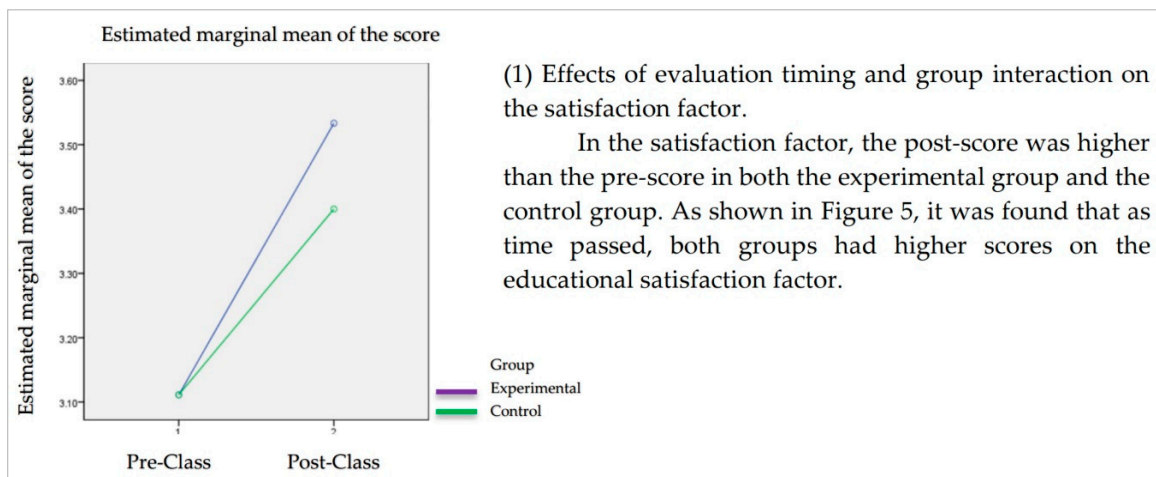 Estimated marginal mean of the score
Estimated marginal mean of the score
3.60
3.50
3.40
3.30
3.20
3.10
1
2
Pre-Class
Post-Class
Group
Experimental
Control
(1) Effects of evaluation timing and group interaction on
the satisfaction factor.
In the satisfaction factor, the post-score was higher
than the pre-score in both the experimental group and the
control group. As shown in Figure 5, it was found that as
time passed, both groups had higher scores on the
educational satisfaction factor.